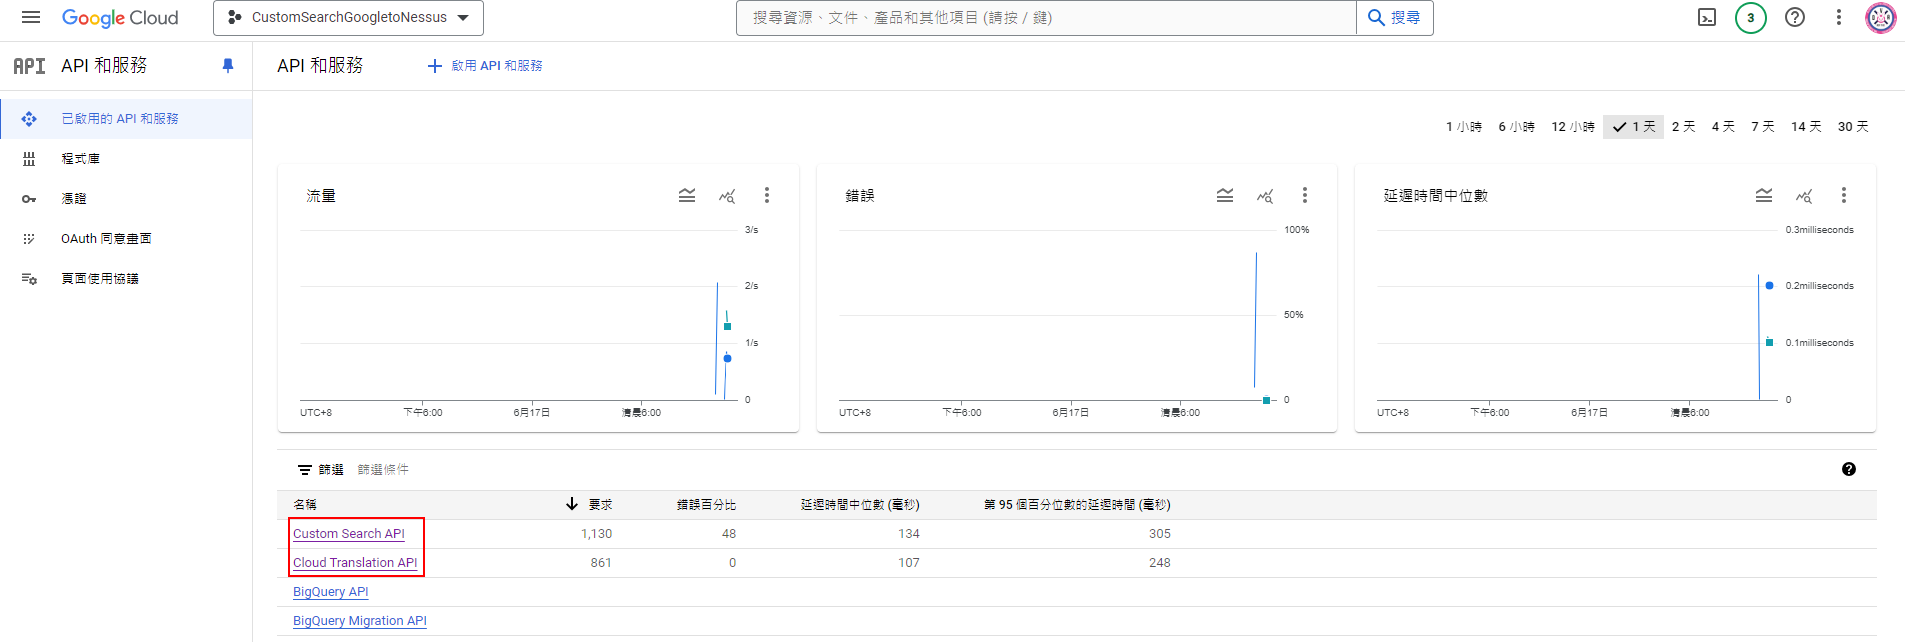 Google Cloud
CustomSearchGoogletoNessus
搜尋資源、文件、產品和其他項目 (請按 / 鍵)
搜尋
3
API API 和服務
已啟用的 API 和服務
程式庫
憑證
OAuth 同意畫面
頁面使用協議
API 和服務
啟用 API 和服務
1 小時 6 小時 12 小時 1 天 2 天 4 天 7 天 14 天 30 天
流量
3/s
2/s
1/s
0
UTC+8 下午6:00 6月17日 清晨6:00
錯誤
100%
50%
0
UTC+8 下午6:00 6月17日 清晨6:00
延遲時間中位數
0.3milliseconds
0.2milliseconds
0.1milliseconds
0
UTC+8 下午6:00 6月17日 清晨6:00
篩選 篩選條件
名稱 要求 錯誤百分比 延遲時間中位數 (毫秒) 第 95 個百分位數的延遲時間 (毫秒)
Custom Search API 1,130 48 134 305
Cloud Translation API 861 0 107 248
BigQuery API
BigQuery Migration API